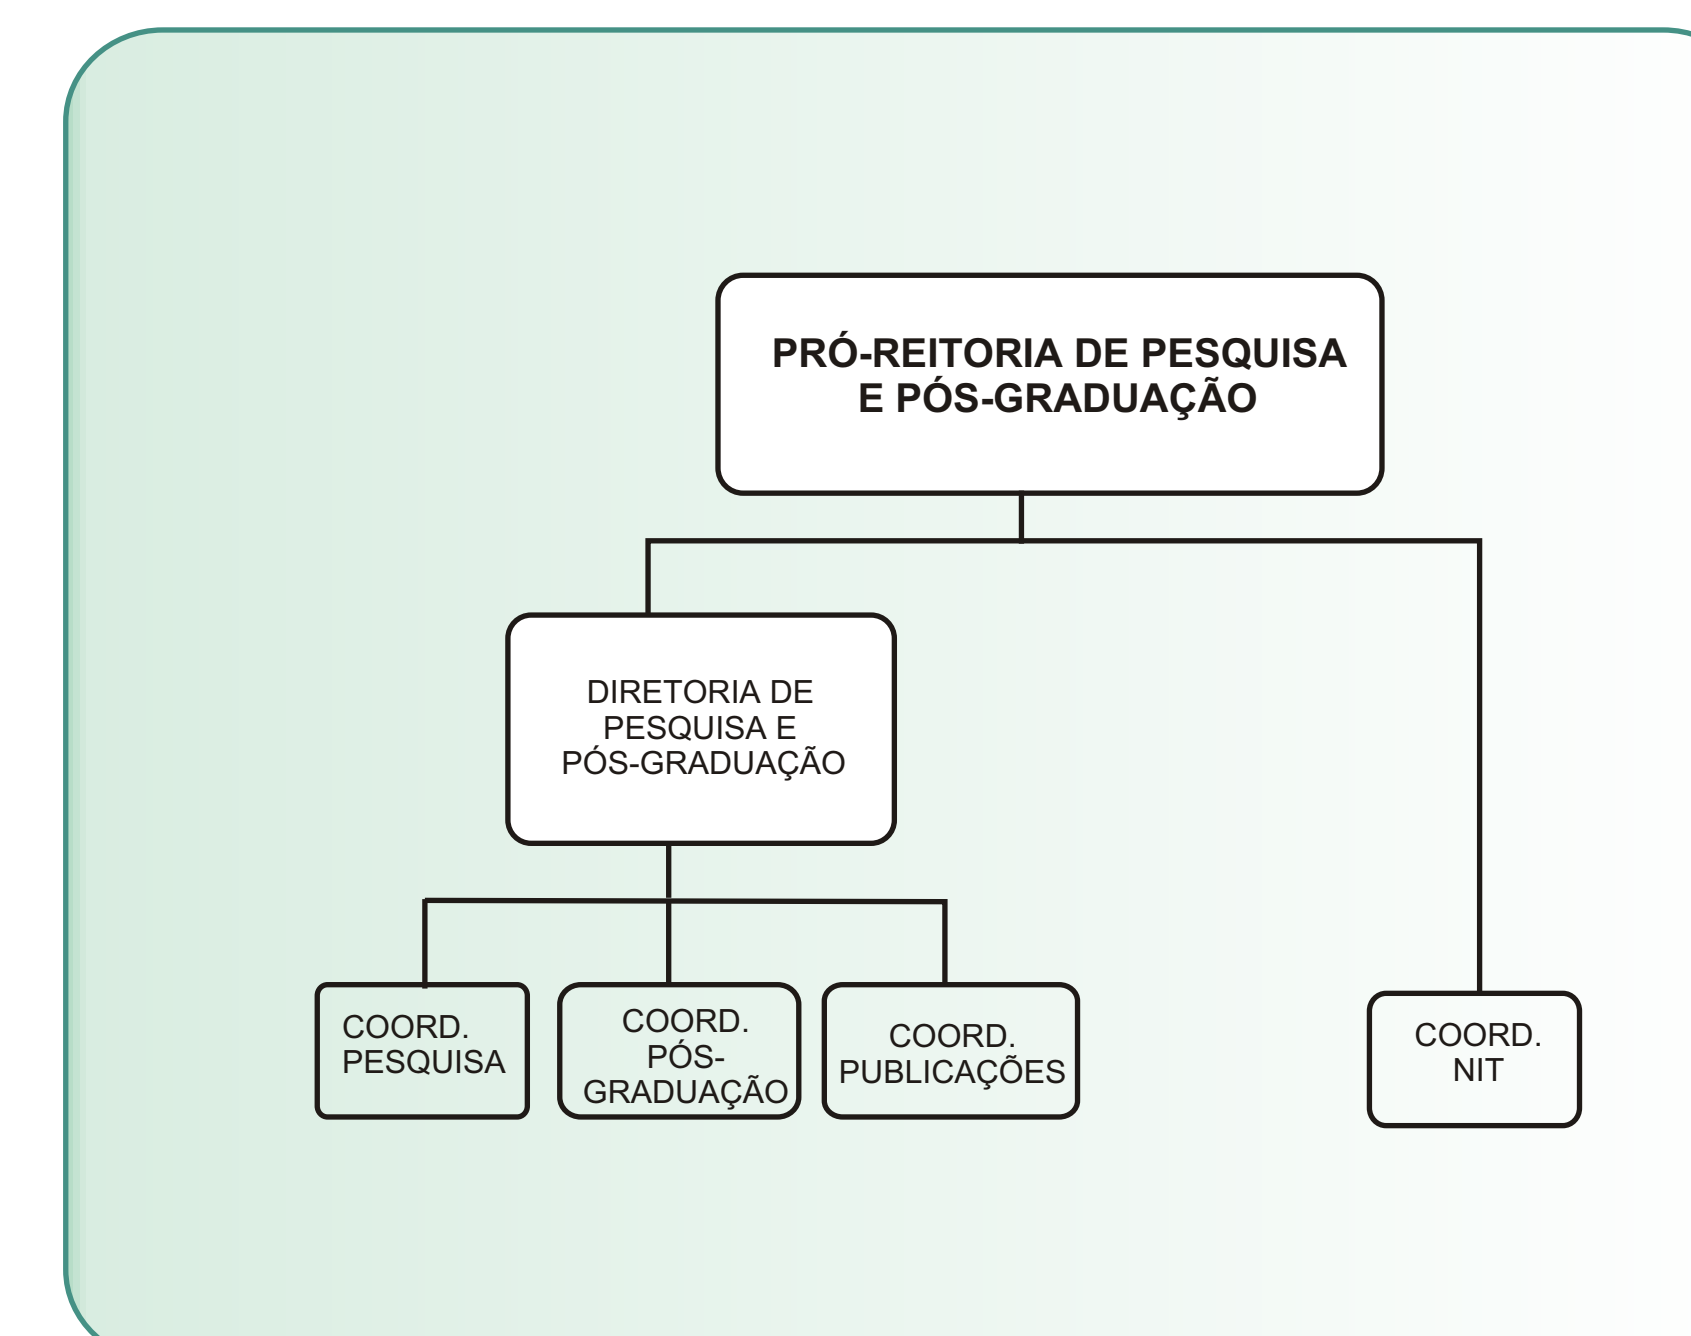 PRÓ-REITORIA DE PESQUISA
E PÓS-GRADUAÇÃO
DIRETORIA DE
PESQUISA E
PÓS-GRADUAÇÃO
COORD.
PESQUISA
COORD.
PÓS-
GRADUAÇÃO
COORD.
PUBLICAÇÕES
COORD.
NIT